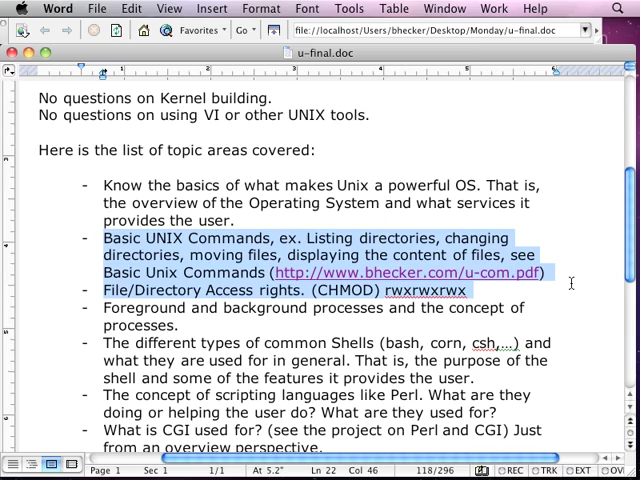 Word File Edit View Insert Format Font Tools Table Window Work Help
Favorites Go file://localhost/Users/bhecker/Desktop/Monday/u-final.doc
u-final.doc
1 2 3 4 5 6
No questions on Kernel building.
No questions on using VI or other UNIX tools.
Here is the list of topic areas covered:
- Know the basics of what makes Unix a powerful OS. That is,
the overview of the Operating System and what services it
provides the user.
- Basic UNIX Commands, ex. Listing directories, changing
directories, moving files, displaying the content of files, see
Basic Unix Commands (http://www.bhecker.com/u-com.pdf)
- File/Directory Access rights. (CHMOD) rwxrwxrwx
- Foreground and background processes and the concept of
processes.
- The different types of common Shells (bash, corn, csh,...) and
what they are used for in general. That is, the purpose of the
shell and some of the features it provides the user.
- The concept of scripting languages like Perl. What are they
doing or helping the user do? What are they used for?
- What is CGI used for? (see the project on Perl and CGI) Just
from an overview perspective.
Page 1 Sec 1 1/1 At 5.2" Ln 22 Col 46 118/296 REC TRK EXT OVR